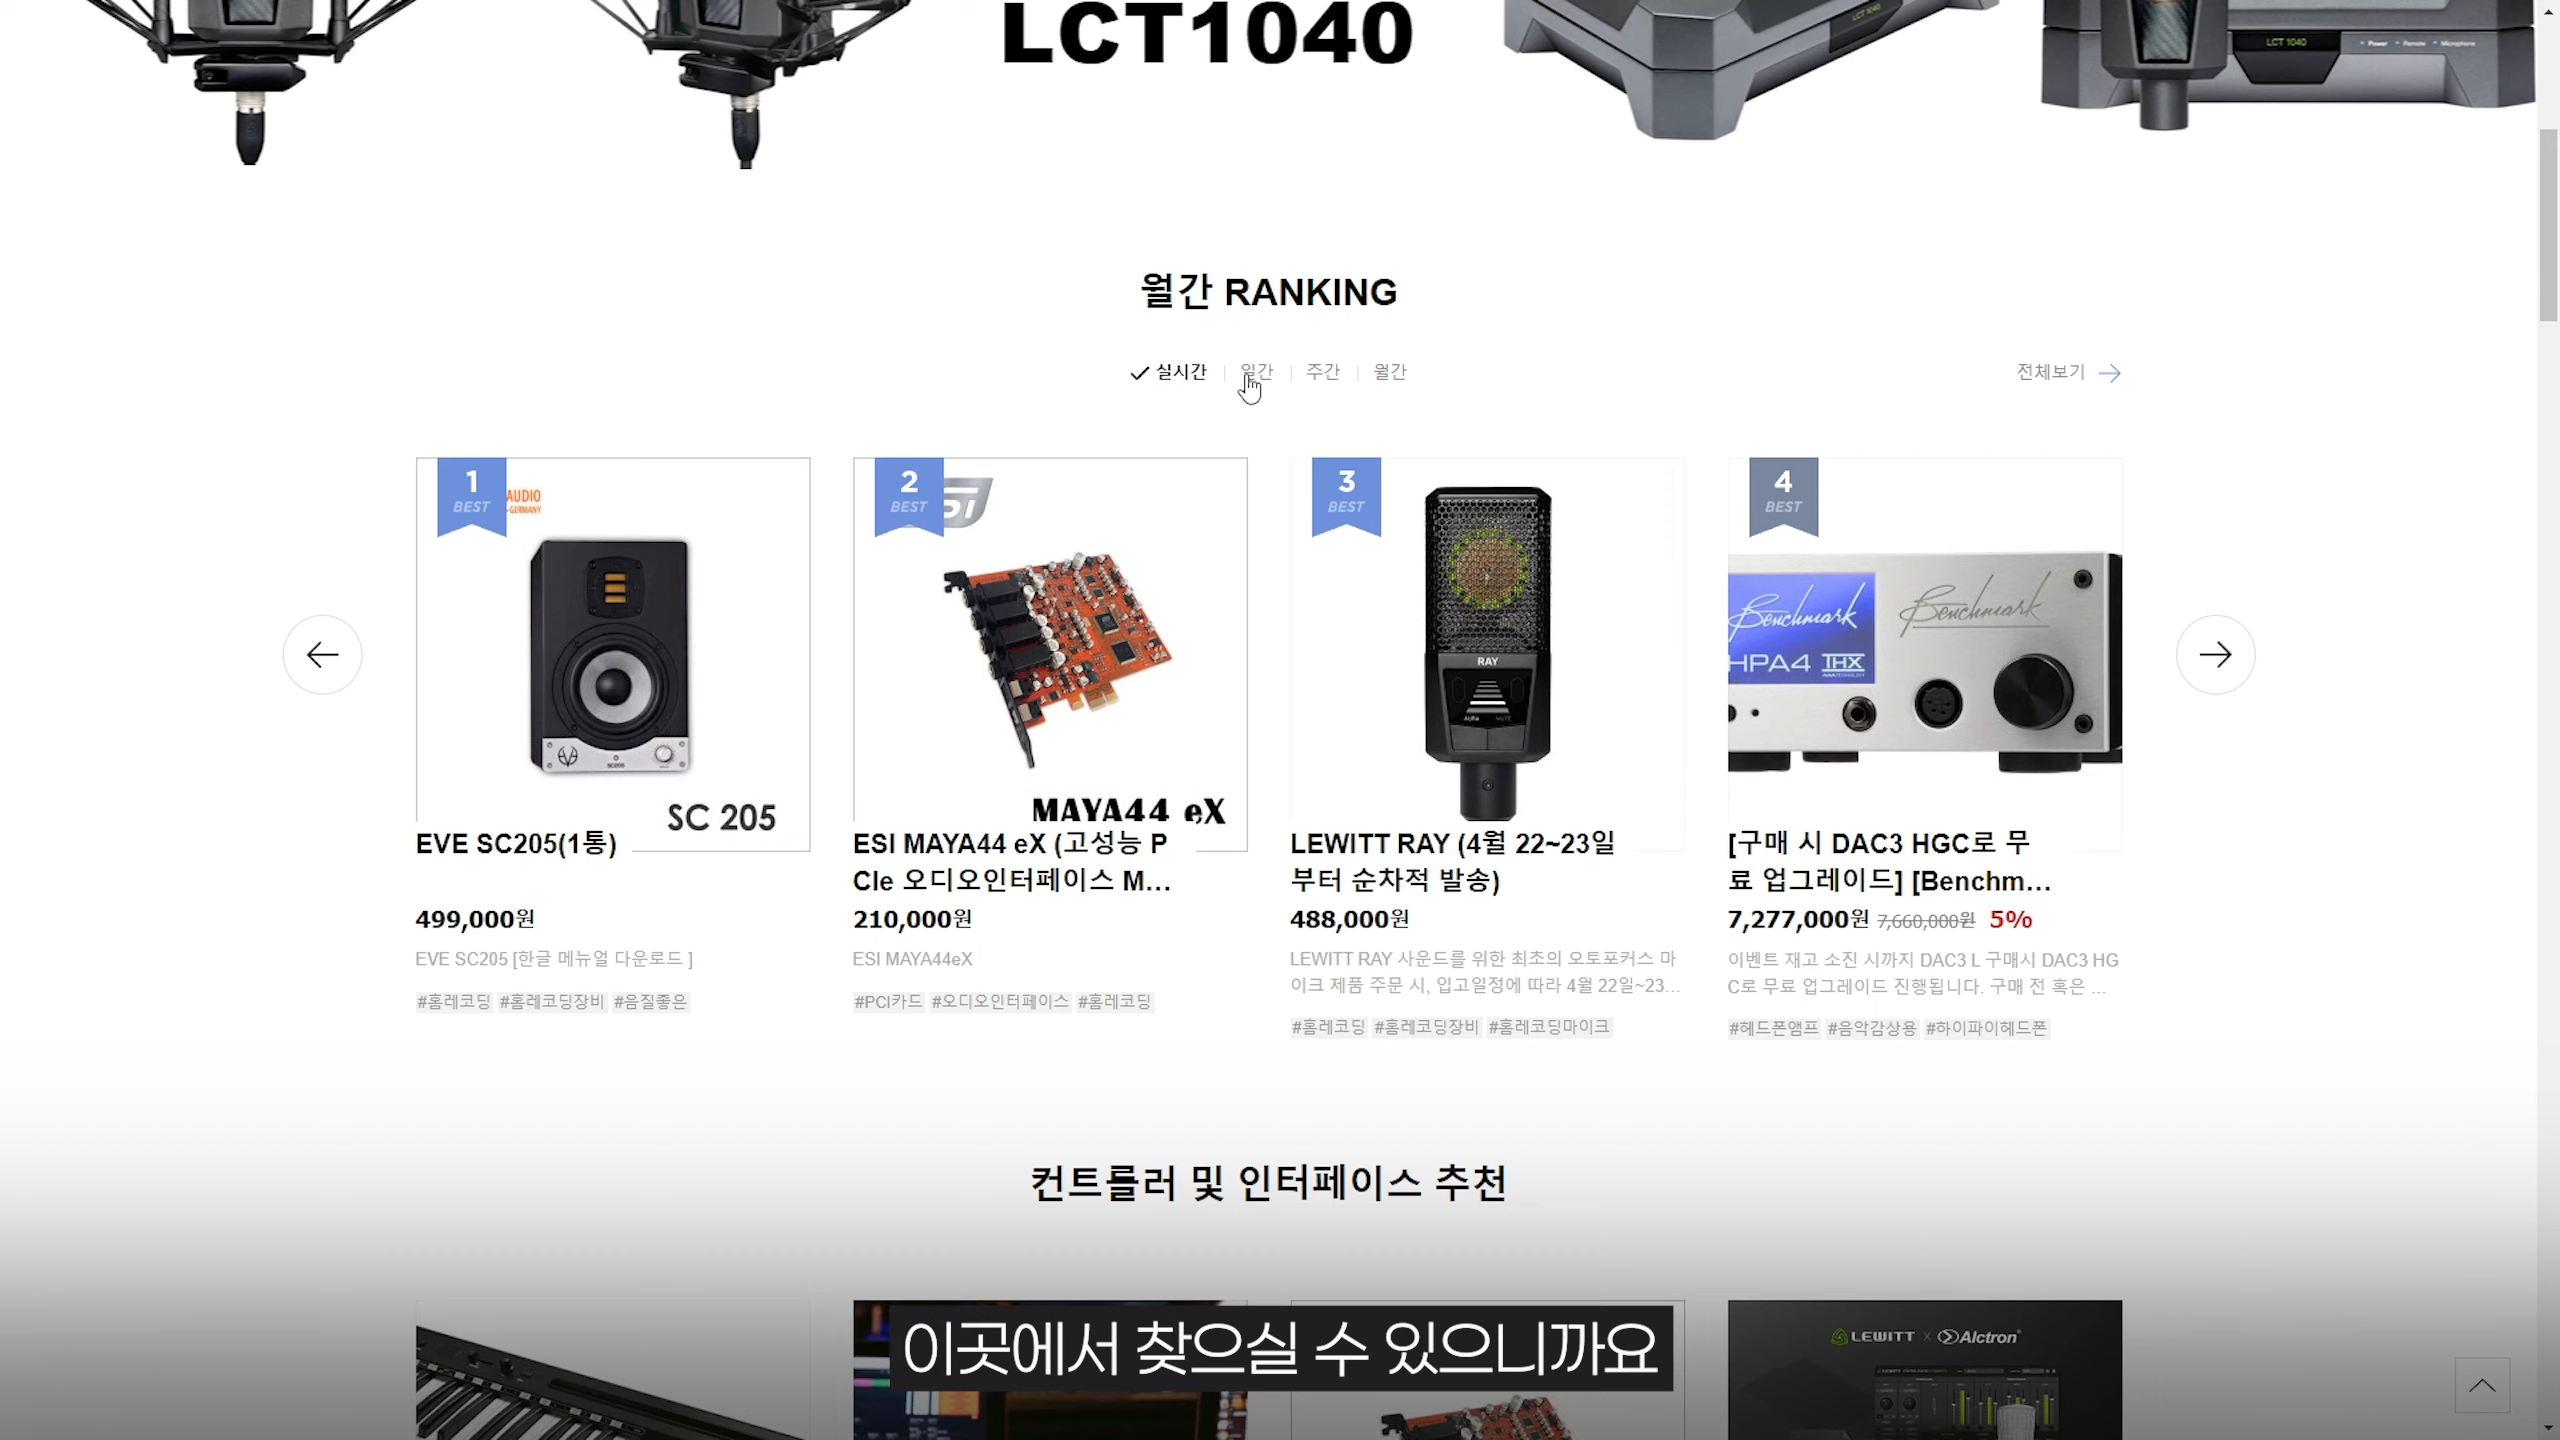 LCT1040
LCT 1040
LCT 1040
Power Remote Microphone
월간 RANKING
실시간 | 일간 | 주간 | 월간
전체보기
1
BEST
AUDIO
GERMANY
SC205
SC 205
EVE SC205(1통)
499,000원
EVE SC205 [한글 메뉴얼 다운로드 ]
#홈레코딩 #홈레코딩장비 #음질좋은
2
BEST
MAYA44 eX
ESI MAYA44 eX (고성능 P
CIe 오디오인터페이스 M...
210,000원
ESI MAYA44eX
#PCI카드 #오디오인터페이스 #홈레코딩
3
BEST
RAY
AURA MUTE
LEWITT RAY (4월 22~23일
부터 순차적 발송)
488,000원
LEWITT RAY 사운드를 위한 최초의 오토포커스 마
이크 제품 주문 시, 입고일정에 따라 4월 22일~23...
#홈레코딩 #홈레코딩장비 #홈레코딩마이크
4
BEST
Benchmark
Benchmark
HPA4 THX
[구매 시 DAC3 HGC로 무
료 업그레이드] [Benchm...
7,277,000원 7,660,000원 5%
이벤트 재고 소진 시까지 DAC3 L 구매시 DAC3 HG
C로 무료 업그레이드 진행됩니다. 구매 전 혹은 ...
#헤드폰앰프 #음악감상용 #하이파이헤드폰
컨트롤러 및 인터페이스 추천
LEWITT x Alctron
이곳에서 찾으실 수 있으니까요